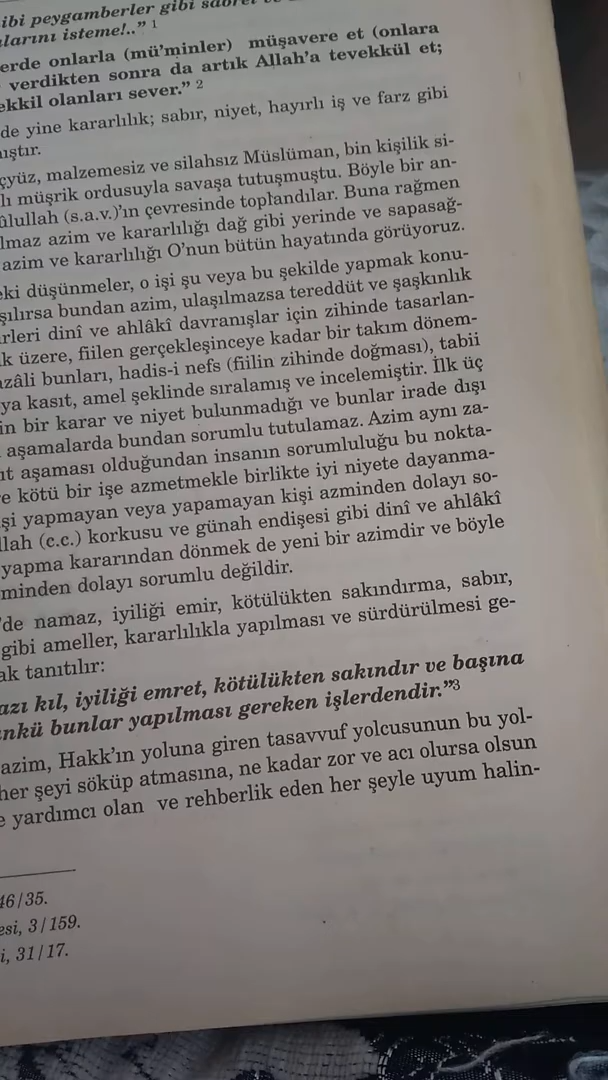 ibi peygamberler gibi
larını isteme!..” 1
erde onlarla (mü’minler) müşavere et (onlara
verdikten sonra da artık Allah’a tevekkül et;
ekkil olanları sever.” 2
de yine kararlılık; sabır, niyet, hayırlı iş ve farz gibi
ıştır.
çyüz, malzemesiz ve silahsız Müslüman, bin kişilik si-
lı müşrik ordusuyla savaşa tutuşmuştu. Böyle bir an-
ûlullah (s.a.v.)’ın çevresinde toplandılar. Buna rağmen
lmaz azim ve kararlılığı dağ gibi yerinde ve sapasağ-
azim ve kararlılığı O’nun bütün hayatında görüyoruz.
eki düşünmeler, o işi şu veya bu şekilde yapmak konu-
şılırsa bundan azim, ulaşılmazsa tereddüt ve şaşkınlık
rleri dinî ve ahlâkî davranışlar için zihinde tasarlan-
k üzere, fiilen gerçekleşinceye kadar bir takım dönem-
azâli bunları, hadis-i nefs (fiilin zihinde doğması), tabii
ya kasıt, amel şeklinde sıralamış ve incelemiştir. İlk üç
in bir karar ve niyet bulunmadığı ve bunlar irade dışı
aşamalarda bundan sorumlu tutulamaz. Azim aynı za-
ıt aşaması olduğundan insanın sorumluluğu bu nokta-
e kötü bir işe azmetmekle birlikte iyi niyete dayanma-
şi yapmayan veya yapamayan kişi azminden dolayı so-
llah (c.c.) korkusu ve günah endişesi gibi dinî ve ahlâkî
yapma kararından dönmek de yeni bir azimdir ve böyle
minden dolayı sorumlu değildir.
’de namaz, iyiliği emir, kötülükten sakındırma, sabır,
gibi ameller, kararlılıkla yapılması ve sürdürülmesi ge-
ak tanıtılır:
azı kıl, iyiliği emret, kötülükten sakındır ve başına
nkü bunlar yapılması gereken işlerdendir.”3
azim, Hakk’ın yoluna giren tasavvuf yolcusunun bu yol-
her şeyi söküp atmasına, ne kadar zor ve acı olursa olsun
e yardımcı olan ve rehberlik eden her şeyle uyum halin-
46/35.
esi, 3/159.
i, 31/17.